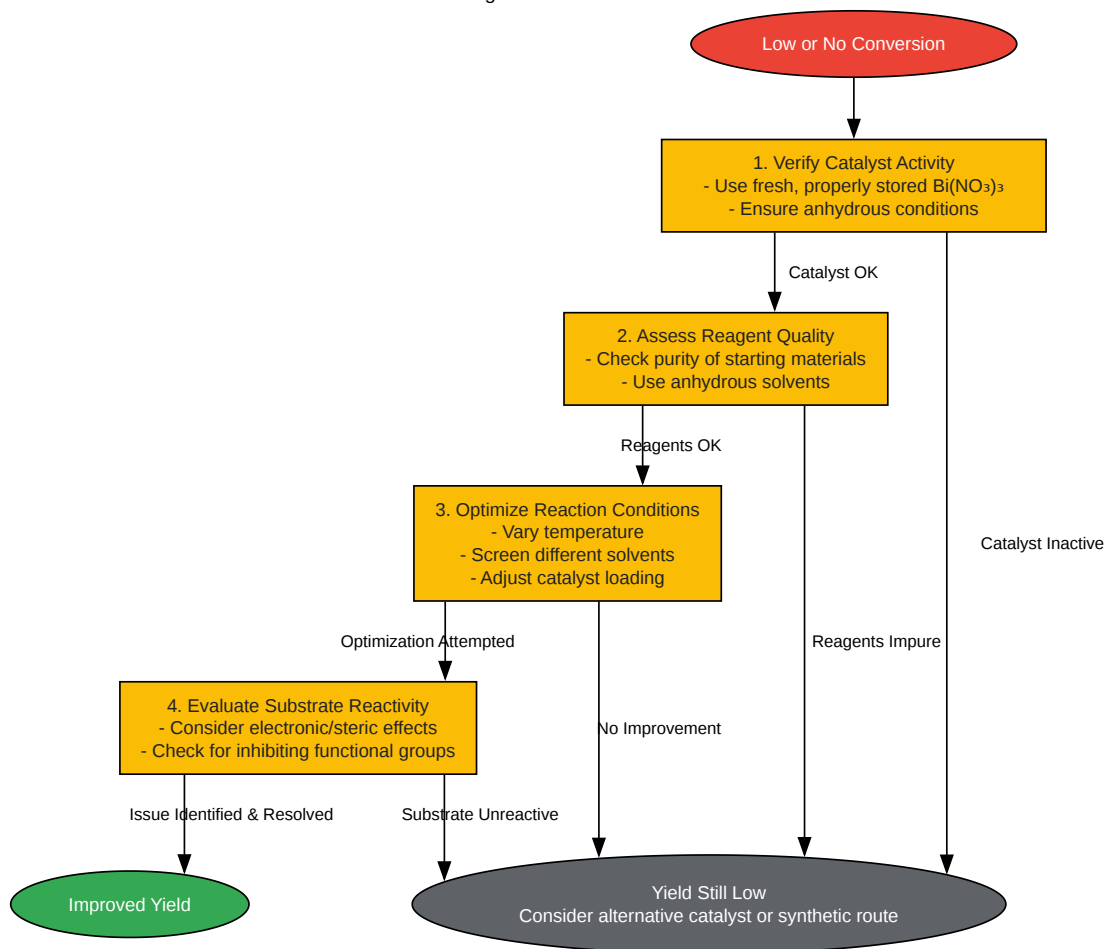 Low or No Conversion
1. Verify Catalyst Activity
- Use fresh, properly stored Bi(NO₃)₃
- Ensure anhydrous conditions
Catalyst OK
2. Assess Reagent Quality
- Check purity of starting materials
- Use anhydrous solvents
Reagents OK
3. Optimize Reaction Conditions
- Vary temperature
- Screen different solvents
- Adjust catalyst loading
Catalyst Inactive
Optimization Attempted
Reagents Impure
4. Evaluate Substrate Reactivity
- Consider electronic/steric effects
- Check for inhibiting functional groups
No Improvement
Issue Identified & Resolved
Substrate Unreactive
Improved Yield
Yield Still Low
Consider alternative catalyst or synthetic route